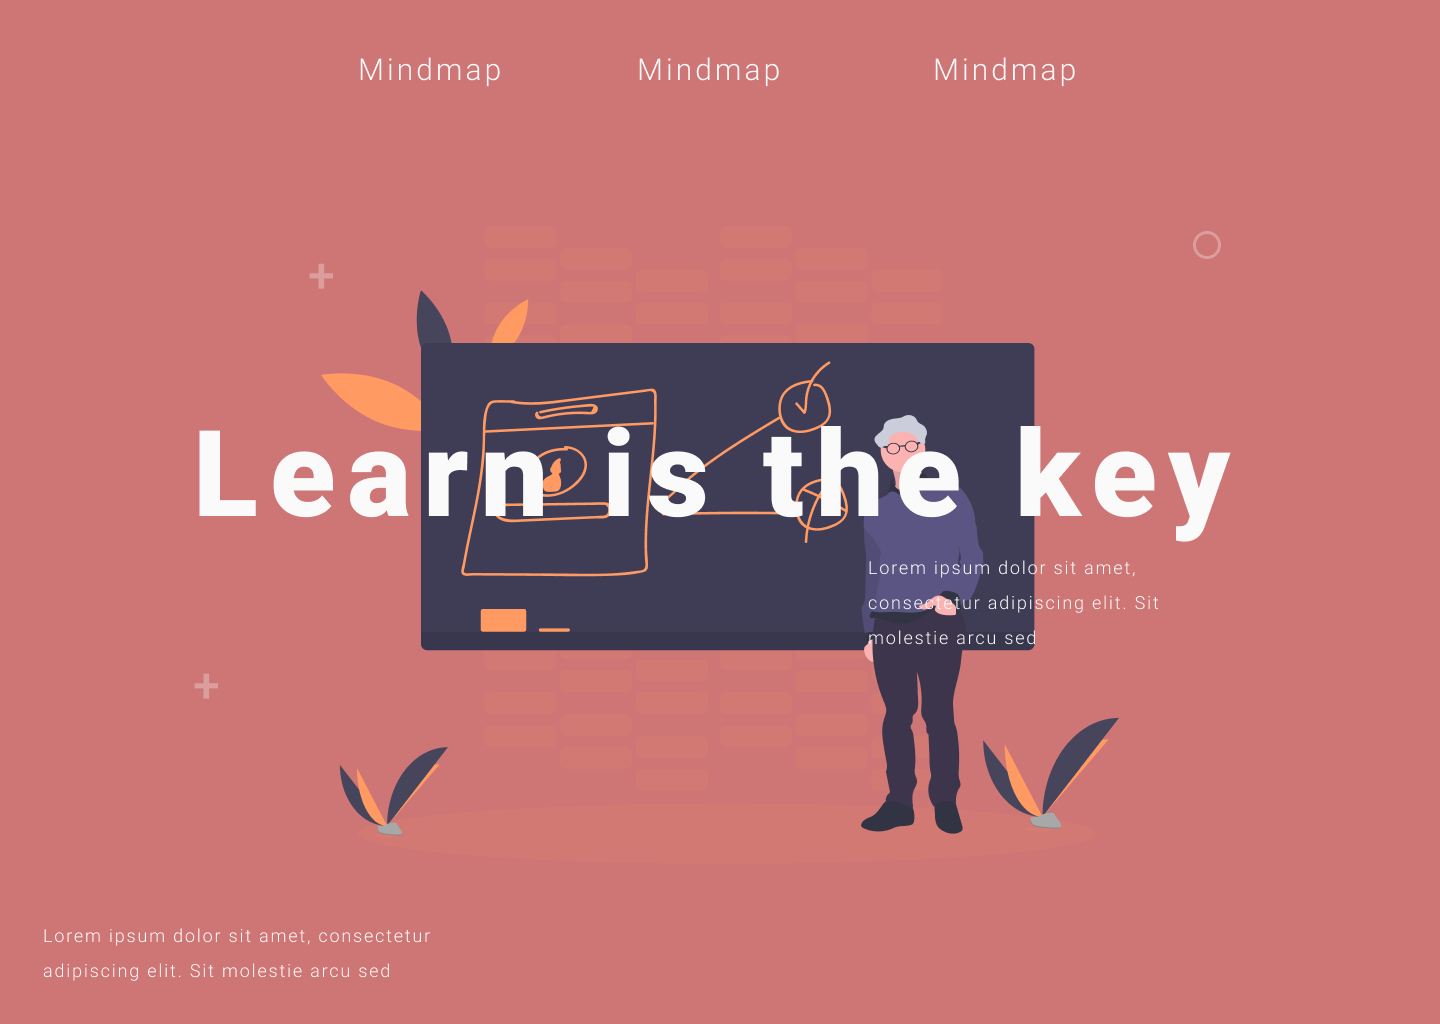 Mindmap Mindmap Mindmap
Learn is the key
Lorem ipsum dolor sit amet,
consectetur adipiscing elit. Sit
molestie arcu sed
Lorem ipsum dolor sit amet, consectetur
adipiscing elit. Sit molestie arcu sed